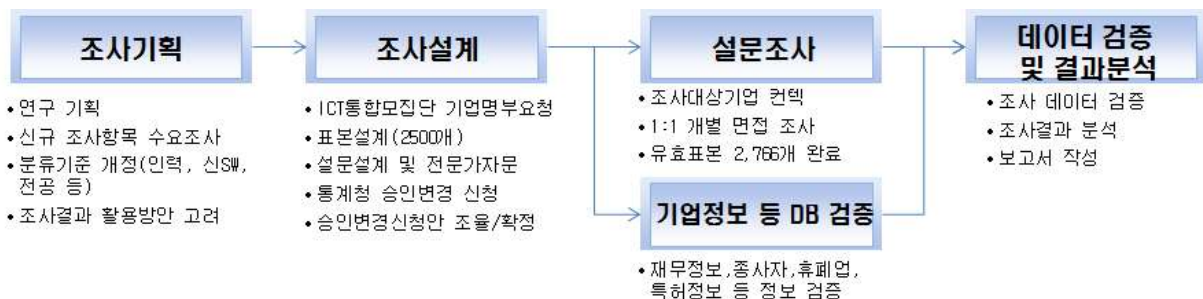 조사기획
• 연구 기획
• 신규 조사항목 수요조사
• 분류기준 개정(인력, 신SW,
전공 등)
• 조사결과 활용방안 고려
조사설계
• ICT통합모집단 기업명부요청
• 표본설계(2500개)
• 설문설계 및 전문가자문
• 통계청 승인변경 신청
• 승인변경신청안 조율/확정
설문조사
• 조사대상기업 컨텍
• 1:1 개별 면접 조사
• 유효표본 2,766개 완료
기업정보 등 DB 검증
• 재무정보,종사자,휴폐업,
특허정보 등 정보 검증
데이터 검증
및 결과분석
• 조사 데이터 검증
• 조사결과 분석
• 보고서 작성